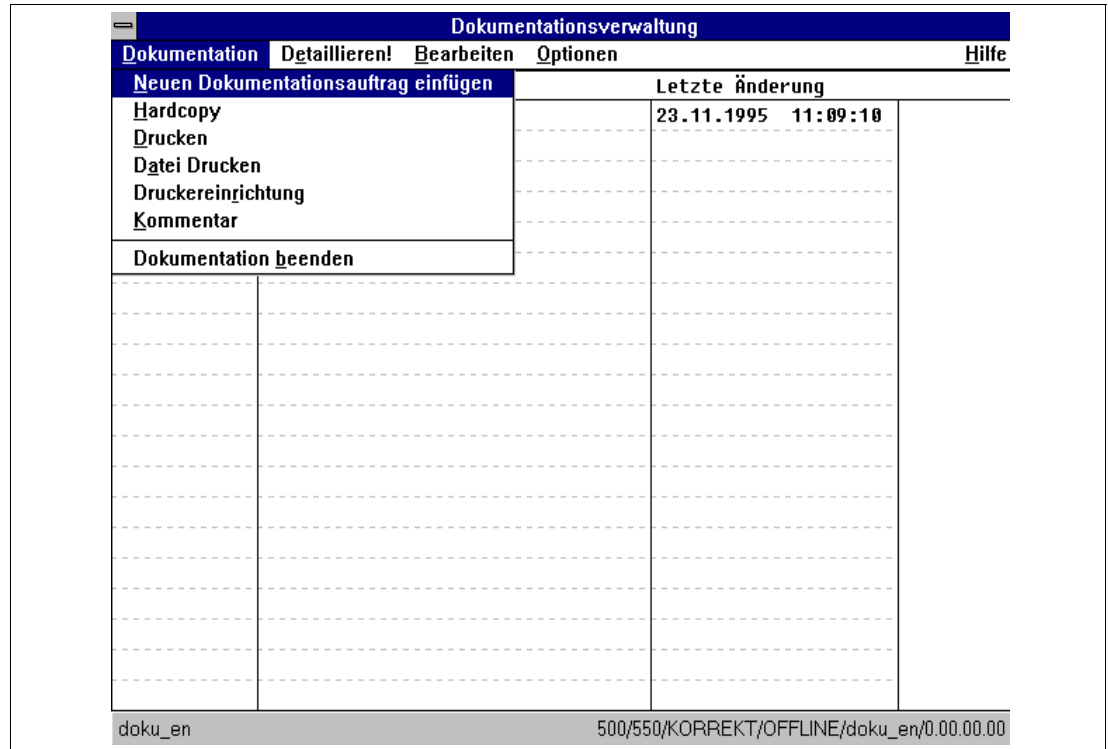 Dokumentationsverwaltung
Dokumentation Detaillieren! Bearbeiten Optionen Hilfe
Neuen Dokumentationsauftrag einfügen
Letzte Änderung
Hardcopy
23.11.1995 11:09:10
Drucken
Datei Drucken
Druckereinrichtung
Kommentar
Dokumentation beenden
doku_en 500/550/KORREKT/OFFLINE/doku_en/0.00.00.00